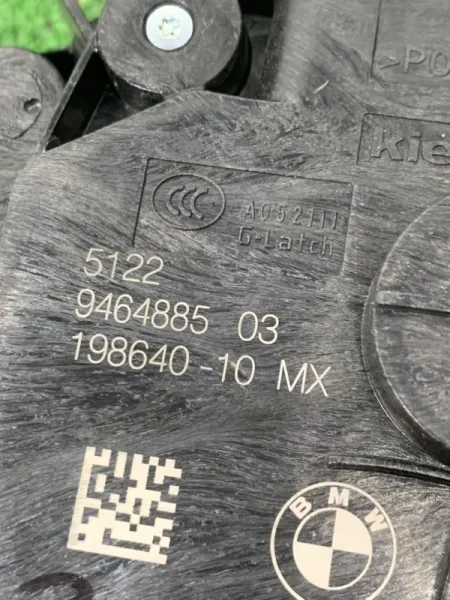 >PO
kie
CCC
A052111
G-Latch
5122
9464885 03
198640-10 MX
BMW